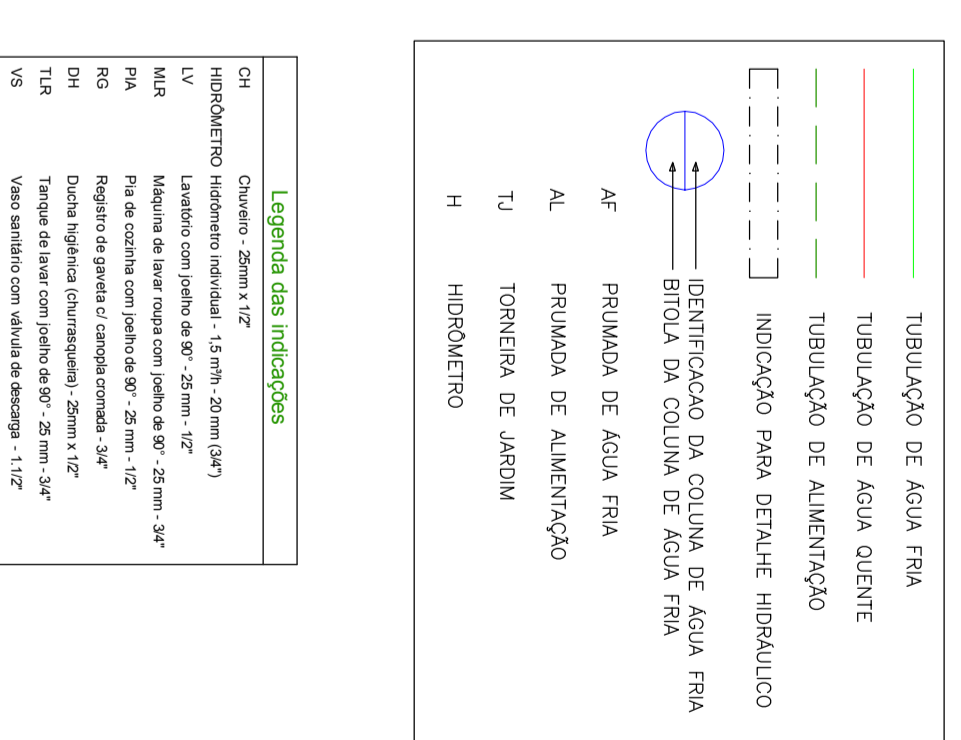 TUBULAÇÃO DE ÁGUA FRIA
TUBULAÇÃO DE ÁGUA QUENTE
TUBULAÇÃO DE ALIMENTAÇÃO
INDICAÇÃO PARA DETALHE HIDRÁULICO
IDENTIFICACAO DA COLUNA DE ÁGUA FRIA
BITOLA DA COLUNA DE ÁGUA FRIA
AF PRUMADA DE ÁGUA FRIA
AL PRUMADA DE ALIMENTAÇÃO
TJ TORNEIRA DE JARDIM
H HIDRÔMETRO
Legenda das indicações
CH Chuveiro - 25mm x 1/2"
HIDRÔMETRO Hidrômetro individual - 1,5 m³/h - 20 mm (3/4")
LV Lavatório com joelho de 90° - 25 mm - 1/2"
MLR Máquina de lavar roupa com joelho de 90° - 25 mm - 3/4"
PIA Pia de cozinha com joelho de 90° - 25 mm - 1/2"
RG Registro de gaveta c/ canopla cromada - 3/4"
DH Ducha higiênica (churrasqueira) - 25mm x 1/2"
TLR Tanque de lavar com joelho de 90° - 25 mm - 3/4"
VS Vaso sanitário com válvula de descarga - 1.1/2"